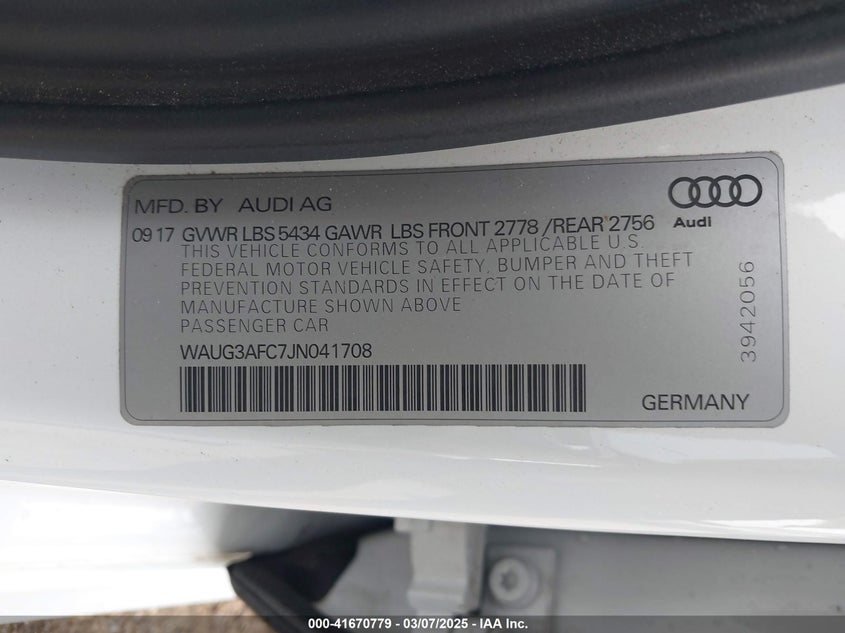 MFD. BY AUDI AG
09 17 GVWR LBS 5434 GAWR LBS FRONT 2778 /REAR 2756
Audi
THIS VEHICLE CONFORMS TO ALL APPLICABLE U.S.
FEDERAL MOTOR VEHICLE SAFETY, BUMPER AND THEFT
PREVENTION STANDARDS IN EFFECT ON THE DATE OF
MANUFACTURE SHOWN ABOVE
PASSENGER CAR
WAUG3AFC7JN041708
GERMANY
3942056
000-41670779 - 03/07/2025 - IAA Inc.